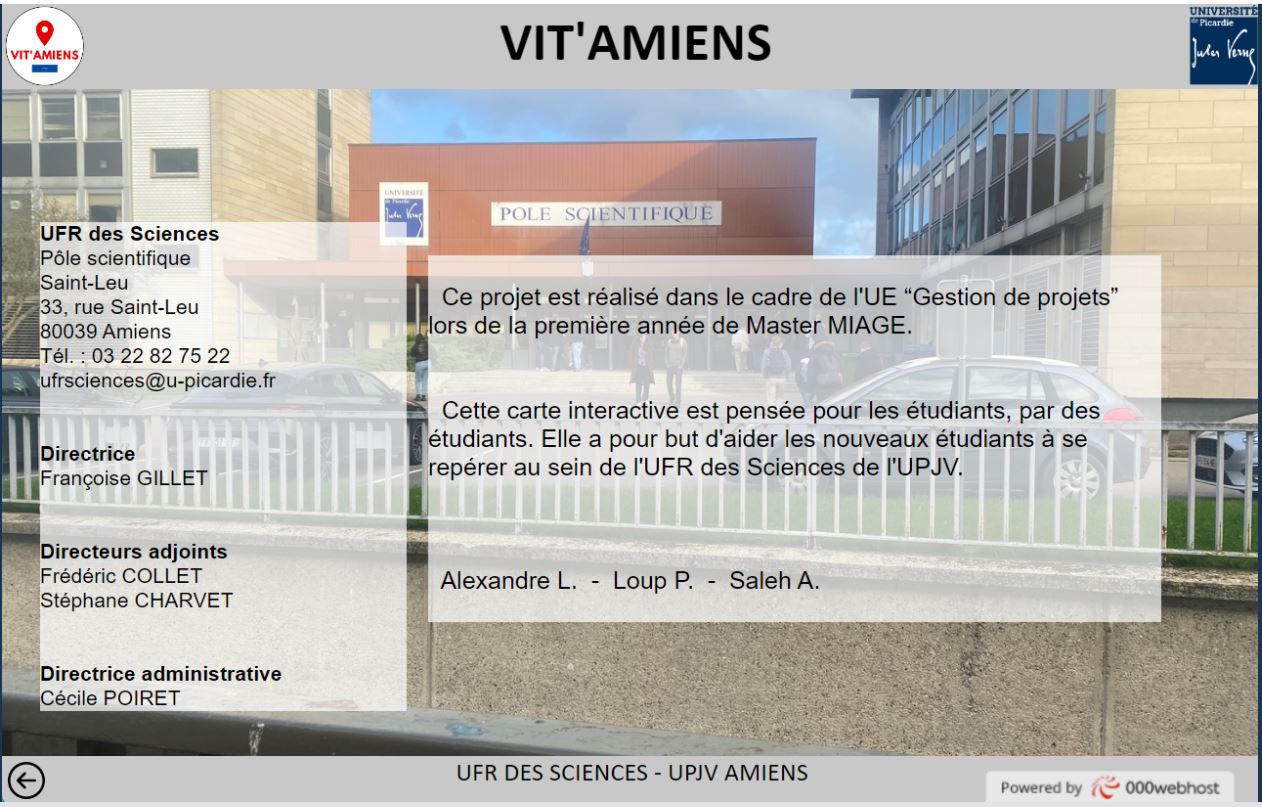 VIT'AMIENS
VIT'AMIENS
UNIVERSITÉ
de Picardie
Jules Verne
UNIVERSITÉ
de Picardie
Jules Verne
POLE SCIENTIFIQUE
UFR des Sciences
Pôle scientifique
Saint-Leu
33, rue Saint-Leu
80039 Amiens
Tél. : 03 22 82 75 22
ufrsciences@u-picardie.fr
Directrice
Françoise GILLET
Directeurs adjoints
Frédéric COLLET
Stéphane CHARVET
Directrice administrative
Cécile POIRET
Ce projet est réalisé dans le cadre de l'UE “Gestion de projets”
lors de la première année de Master MIAGE.
Cette carte interactive est pensée pour les étudiants, par des
étudiants. Elle a pour but d'aider les nouveaux étudiants à se
repérer au sein de l'UFR des Sciences de l'UPJV.
Alexandre L. - Loup P. - Saleh A.
UFR DES SCIENCES - UPJV AMIENS
Powered by 000webhost